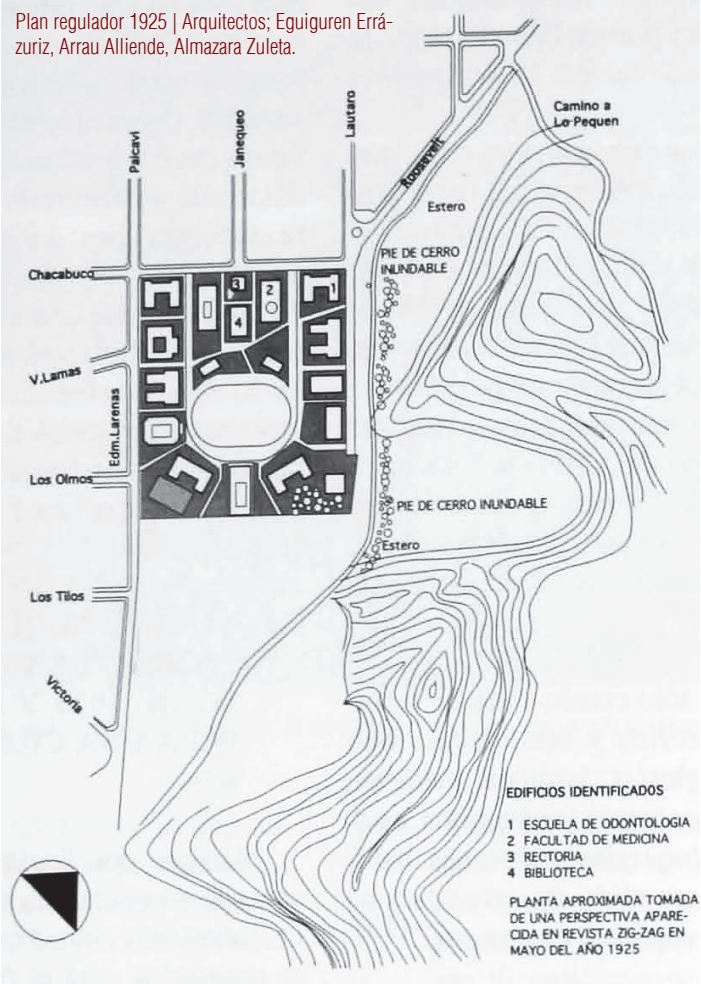 Plan regulador 1925 | Arquitectos; Eguiguren Errá-
zuriz, Arrau Alliende, Almazara Zuleta.
Camino a
Lo Pequen
Paicavi
Janequeo
Lautaro
Roosevelt
Estero
PIE DE CERRO
INUNDABLE
Chacabuco
3
2
1
4
V.Lamas
Edm.Larenas
Los Olmos
PIE DE CERRO INUNDABLE
Estero
Los Tilos
Victoria
EDIFICIOS IDENTIFICADOS
1 ESCUELA DE ODONTOLOGIA
2 FACULTAD DE MEDICINA
3 RECTORIA
4 BIBLIOTECA
PLANTA APROXIMADA TOMADA
DE UNA PERSPECTIVA APARE-
CIDA EN REVISTA ZIG-ZAG EN
MAYO DEL AÑO 1925